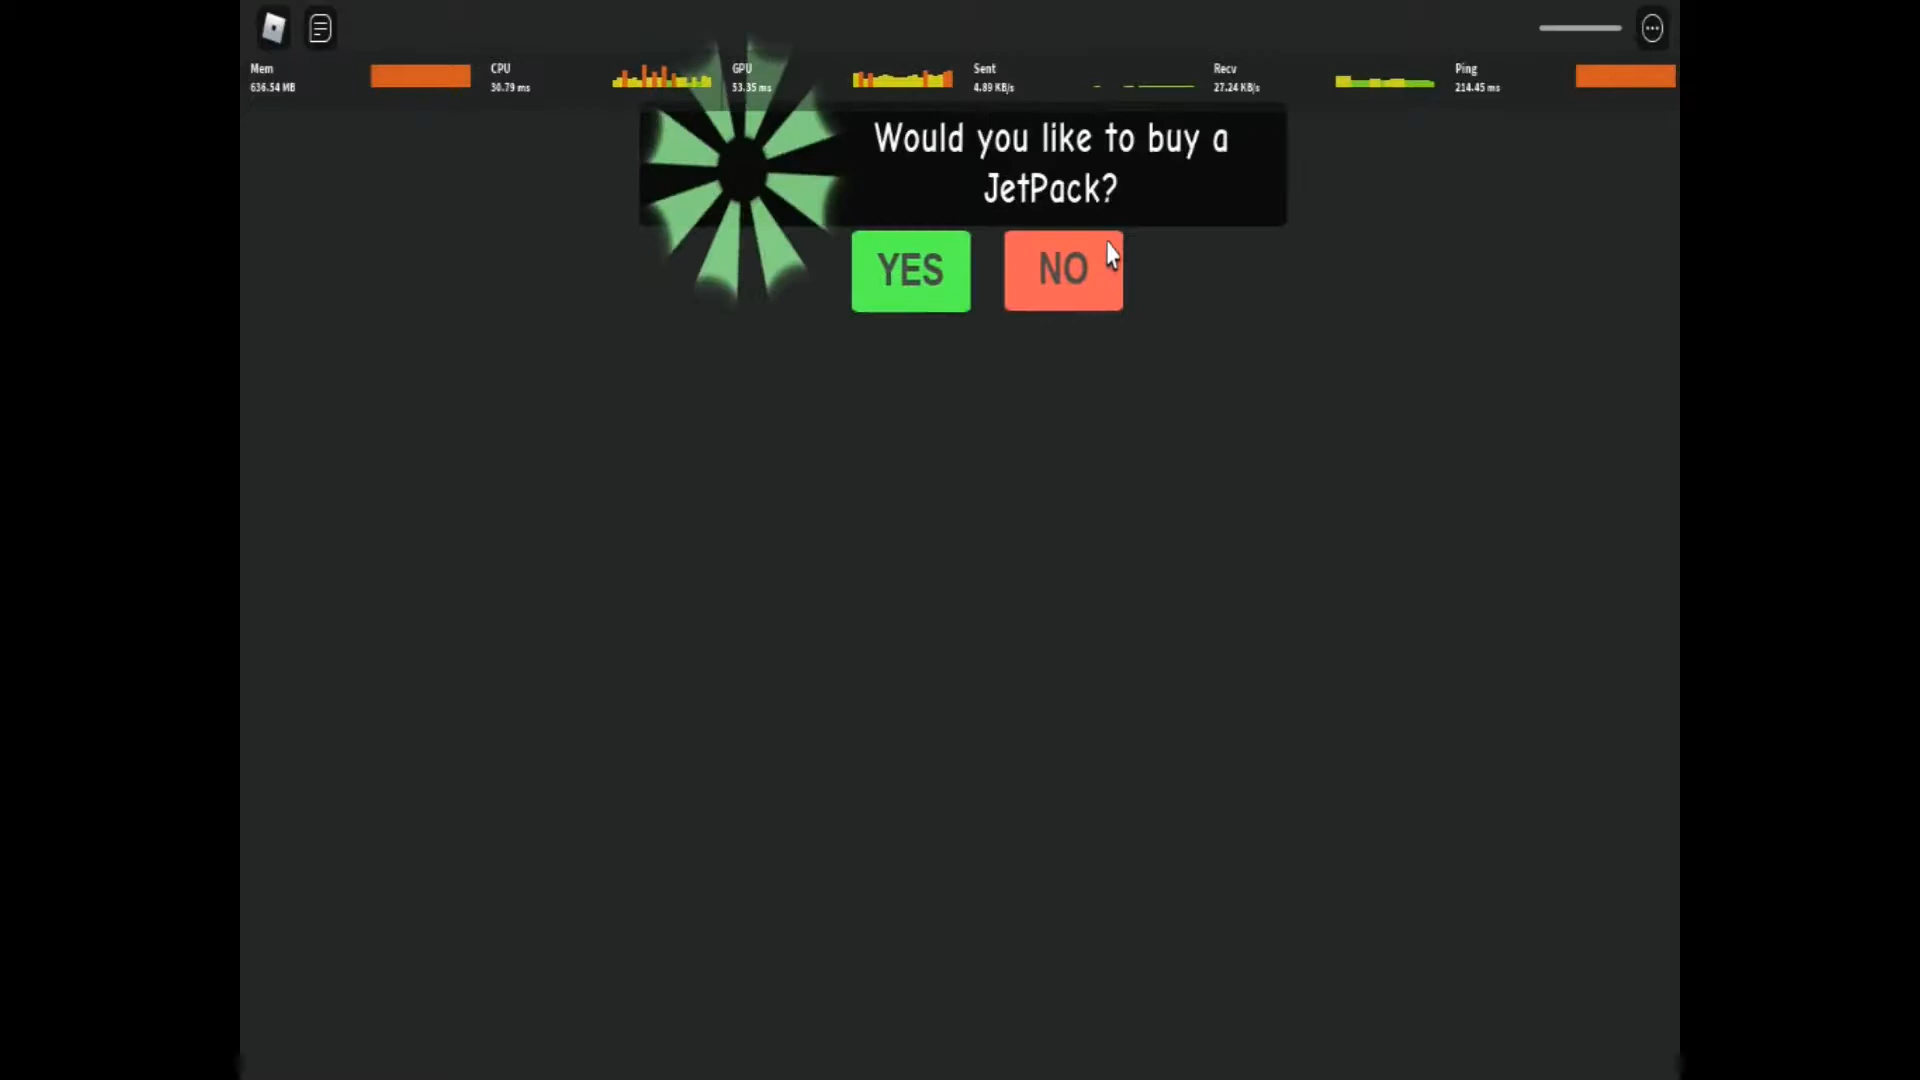 Mem
636.54 MB
CPU
30.79 ms
GPU
53.35 ms
Sent
4.89 KB/s
Recv
27.24 KB/s
Ping
214.45 ms
Would you like to buy a
JetPack?
YES
NO